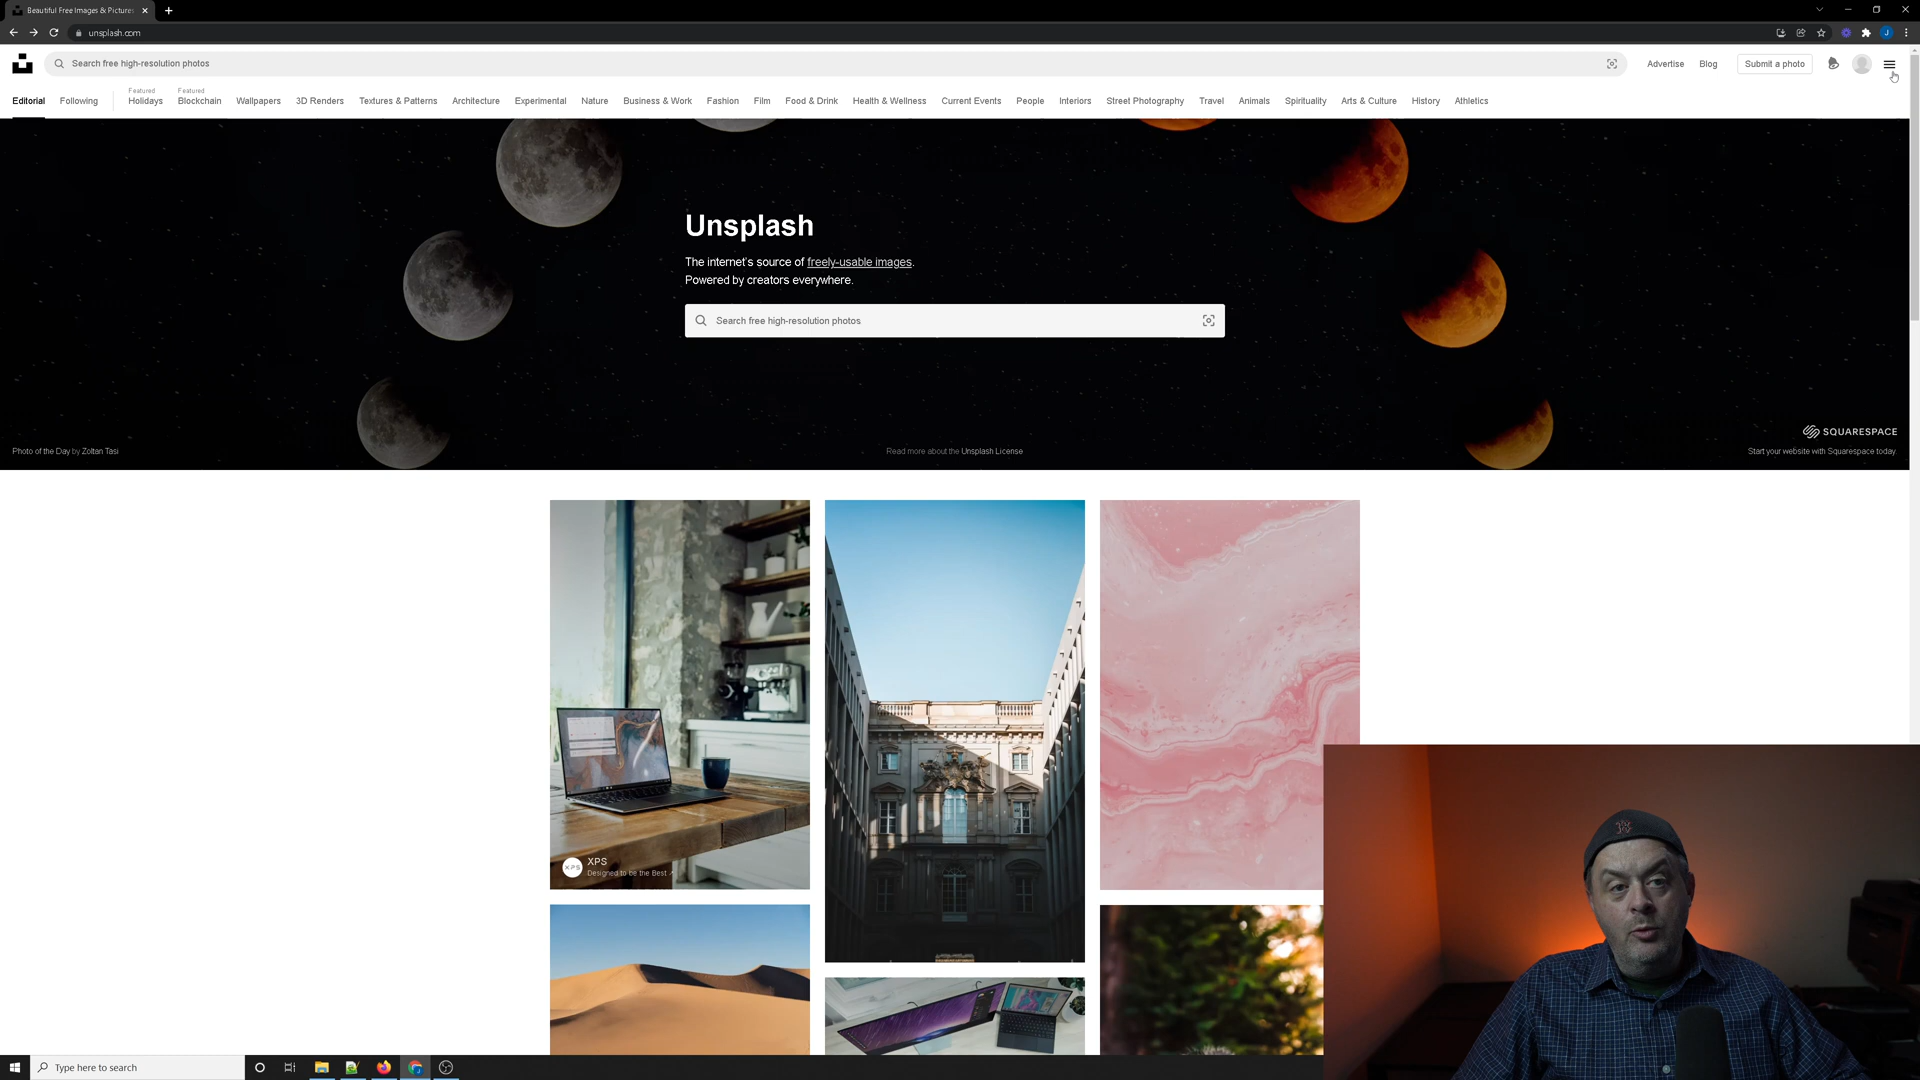 Beautiful Free Images & Pictures
unsplash.com
Search free high-resolution photos
Advertise
Blog
Submit a photo
J
Editorial
Following
Featured
Holidays
Featured
Blockchain
Wallpapers
3D Renders
Textures & Patterns
Architecture
Experimental
Nature
Business & Work
Fashion
Film
Food & Drink
Health & Wellness
Current Events
People
Interiors
Street Photography
Travel
Animals
Spirituality
Arts & Culture
History
Athletics
Unsplash
The internet's source of freely-usable images.
Powered by creators everywhere.
Search free high-resolution photos
SQUARESPACE
Photo of the Day by Zoltan Tasi
Read more about the Unsplash License
Start your website with Squarespace today.
XPS
XPS
Designed to be the Best
B
Type here to search